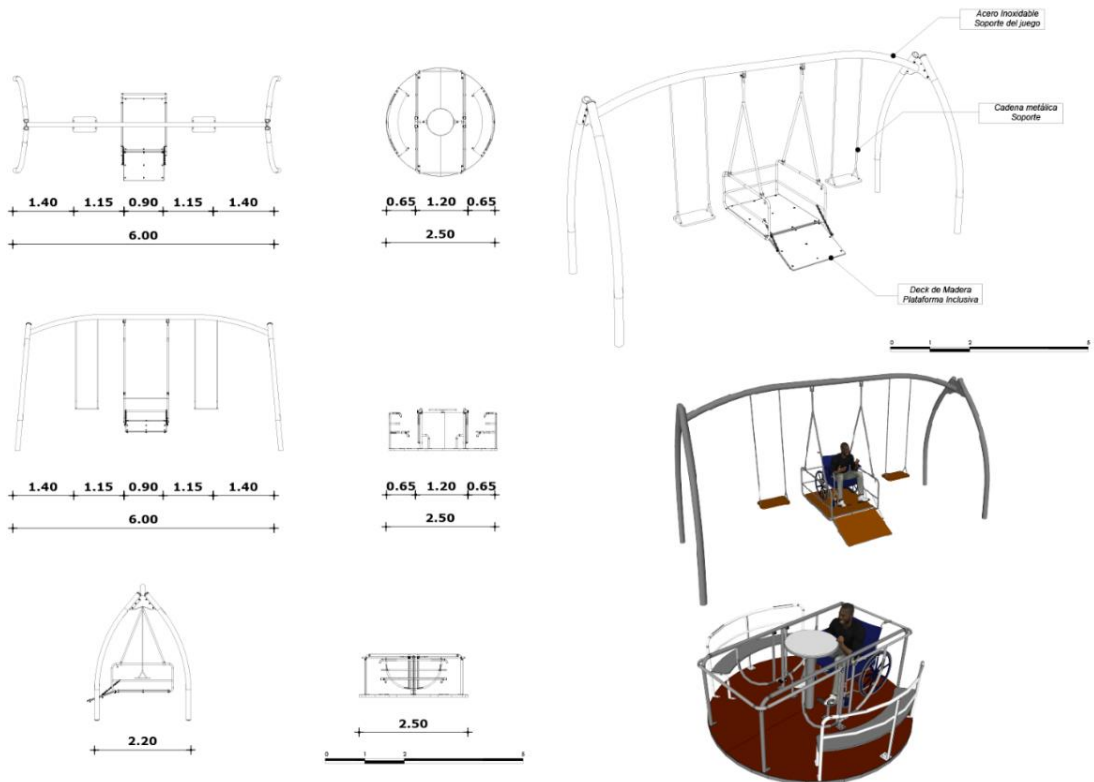 Acero Inoxidable
Soporte del juego
Cadena metálica
Soporte
Deck de Madera
Plataforma Inclusiva
0 1 2 5
1.40 1.15 0.90 1.15 1.40
6.00
0.65 1.20 0.65
2.50
1.40 1.15 0.90 1.15 1.40
6.00
0.65 1.20 0.65
2.50
2.20
2.50
0 1 2 5